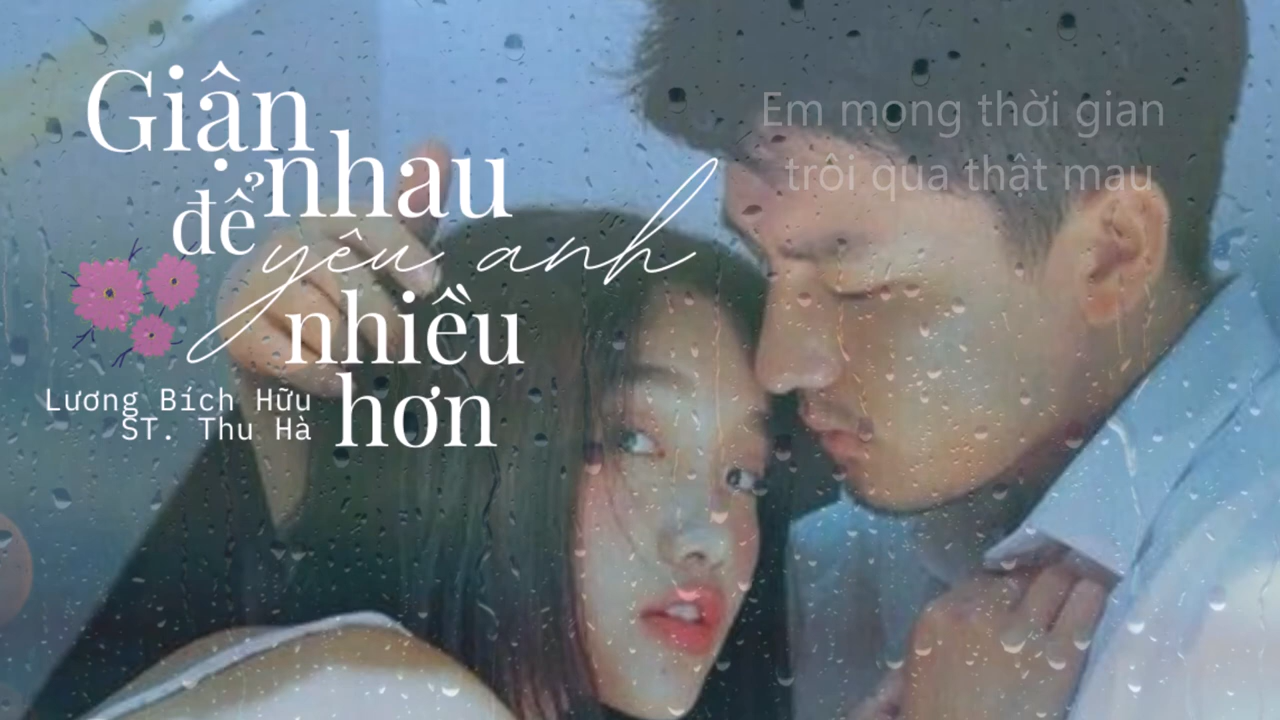 Giận
nhau
để
yêu anh
nhiều
hơn
Lương Bích Hữu
ST. Thu Hà
Em mong thời gian
trôi qua thật mau